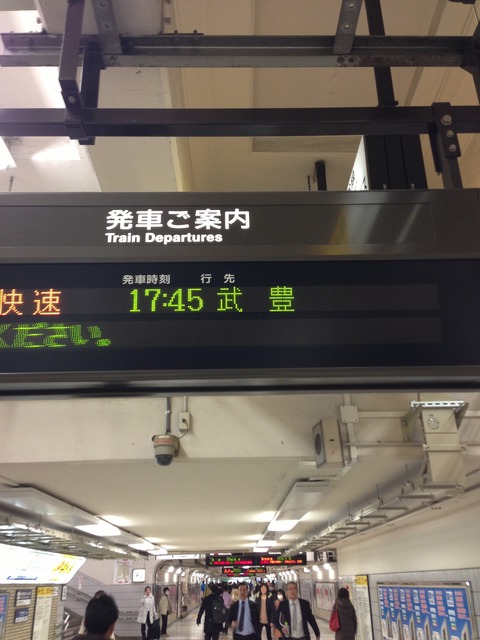 発車ご案内
Train Departures
発車時刻 行先
快速 17:45 武豊
ください。